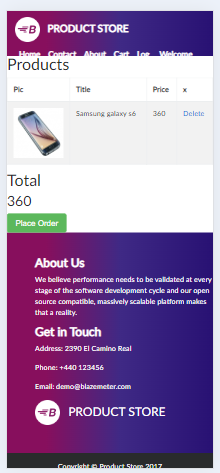 PRODUCT STORE
Home Contact About Cart Log Welcome
Products
Pic Title Price x
Samsung galaxy s6 360 Delete
Total
360
Place Order
About Us
We believe performance needs to be validated at every
stage of the software development cycle and our open
source compatible, massively scalable platform makes
that a reality.
Get in Touch
Address: 2390 El Camino Real
Phone: +440 123456
Email: demo@blazemeter.com
PRODUCT STORE
Copyright © Product Store 2017